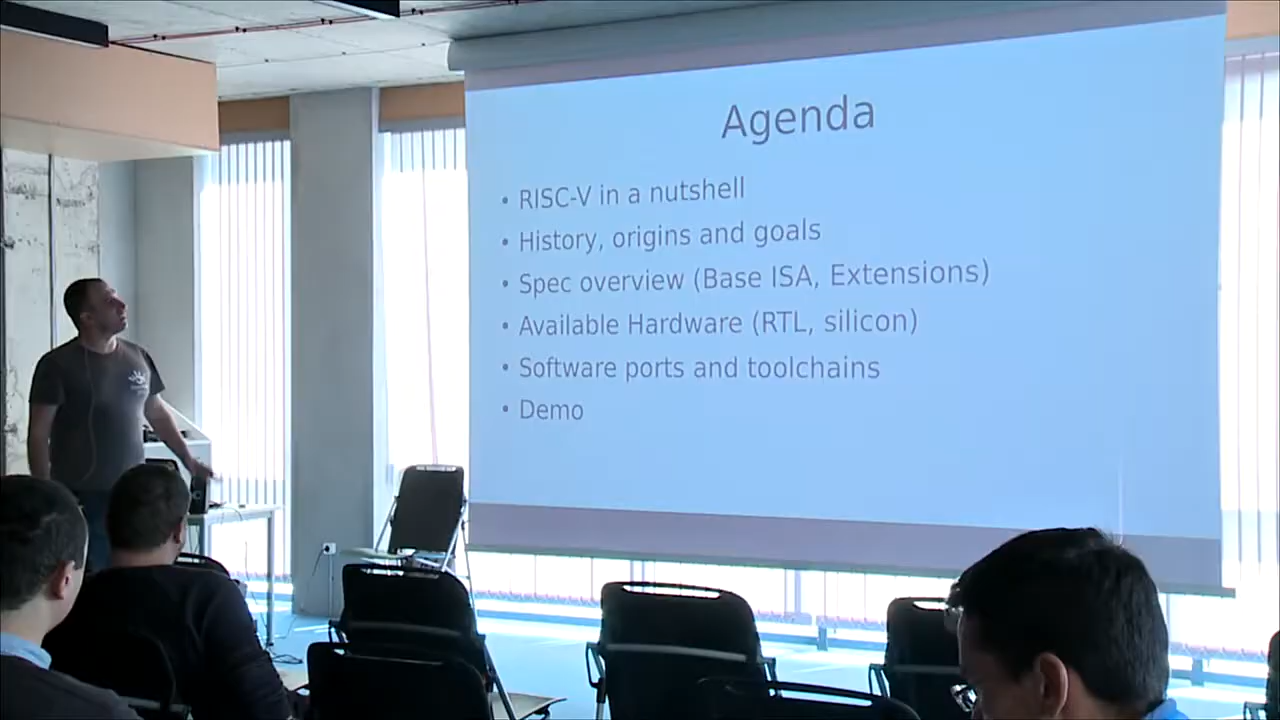 Agenda
• RISC-V in a nutshell
• History, origins and goals
• Spec overview (Base ISA, Extensions)
• Available Hardware (RTL, silicon)
• Software ports and toolchains
• Demo